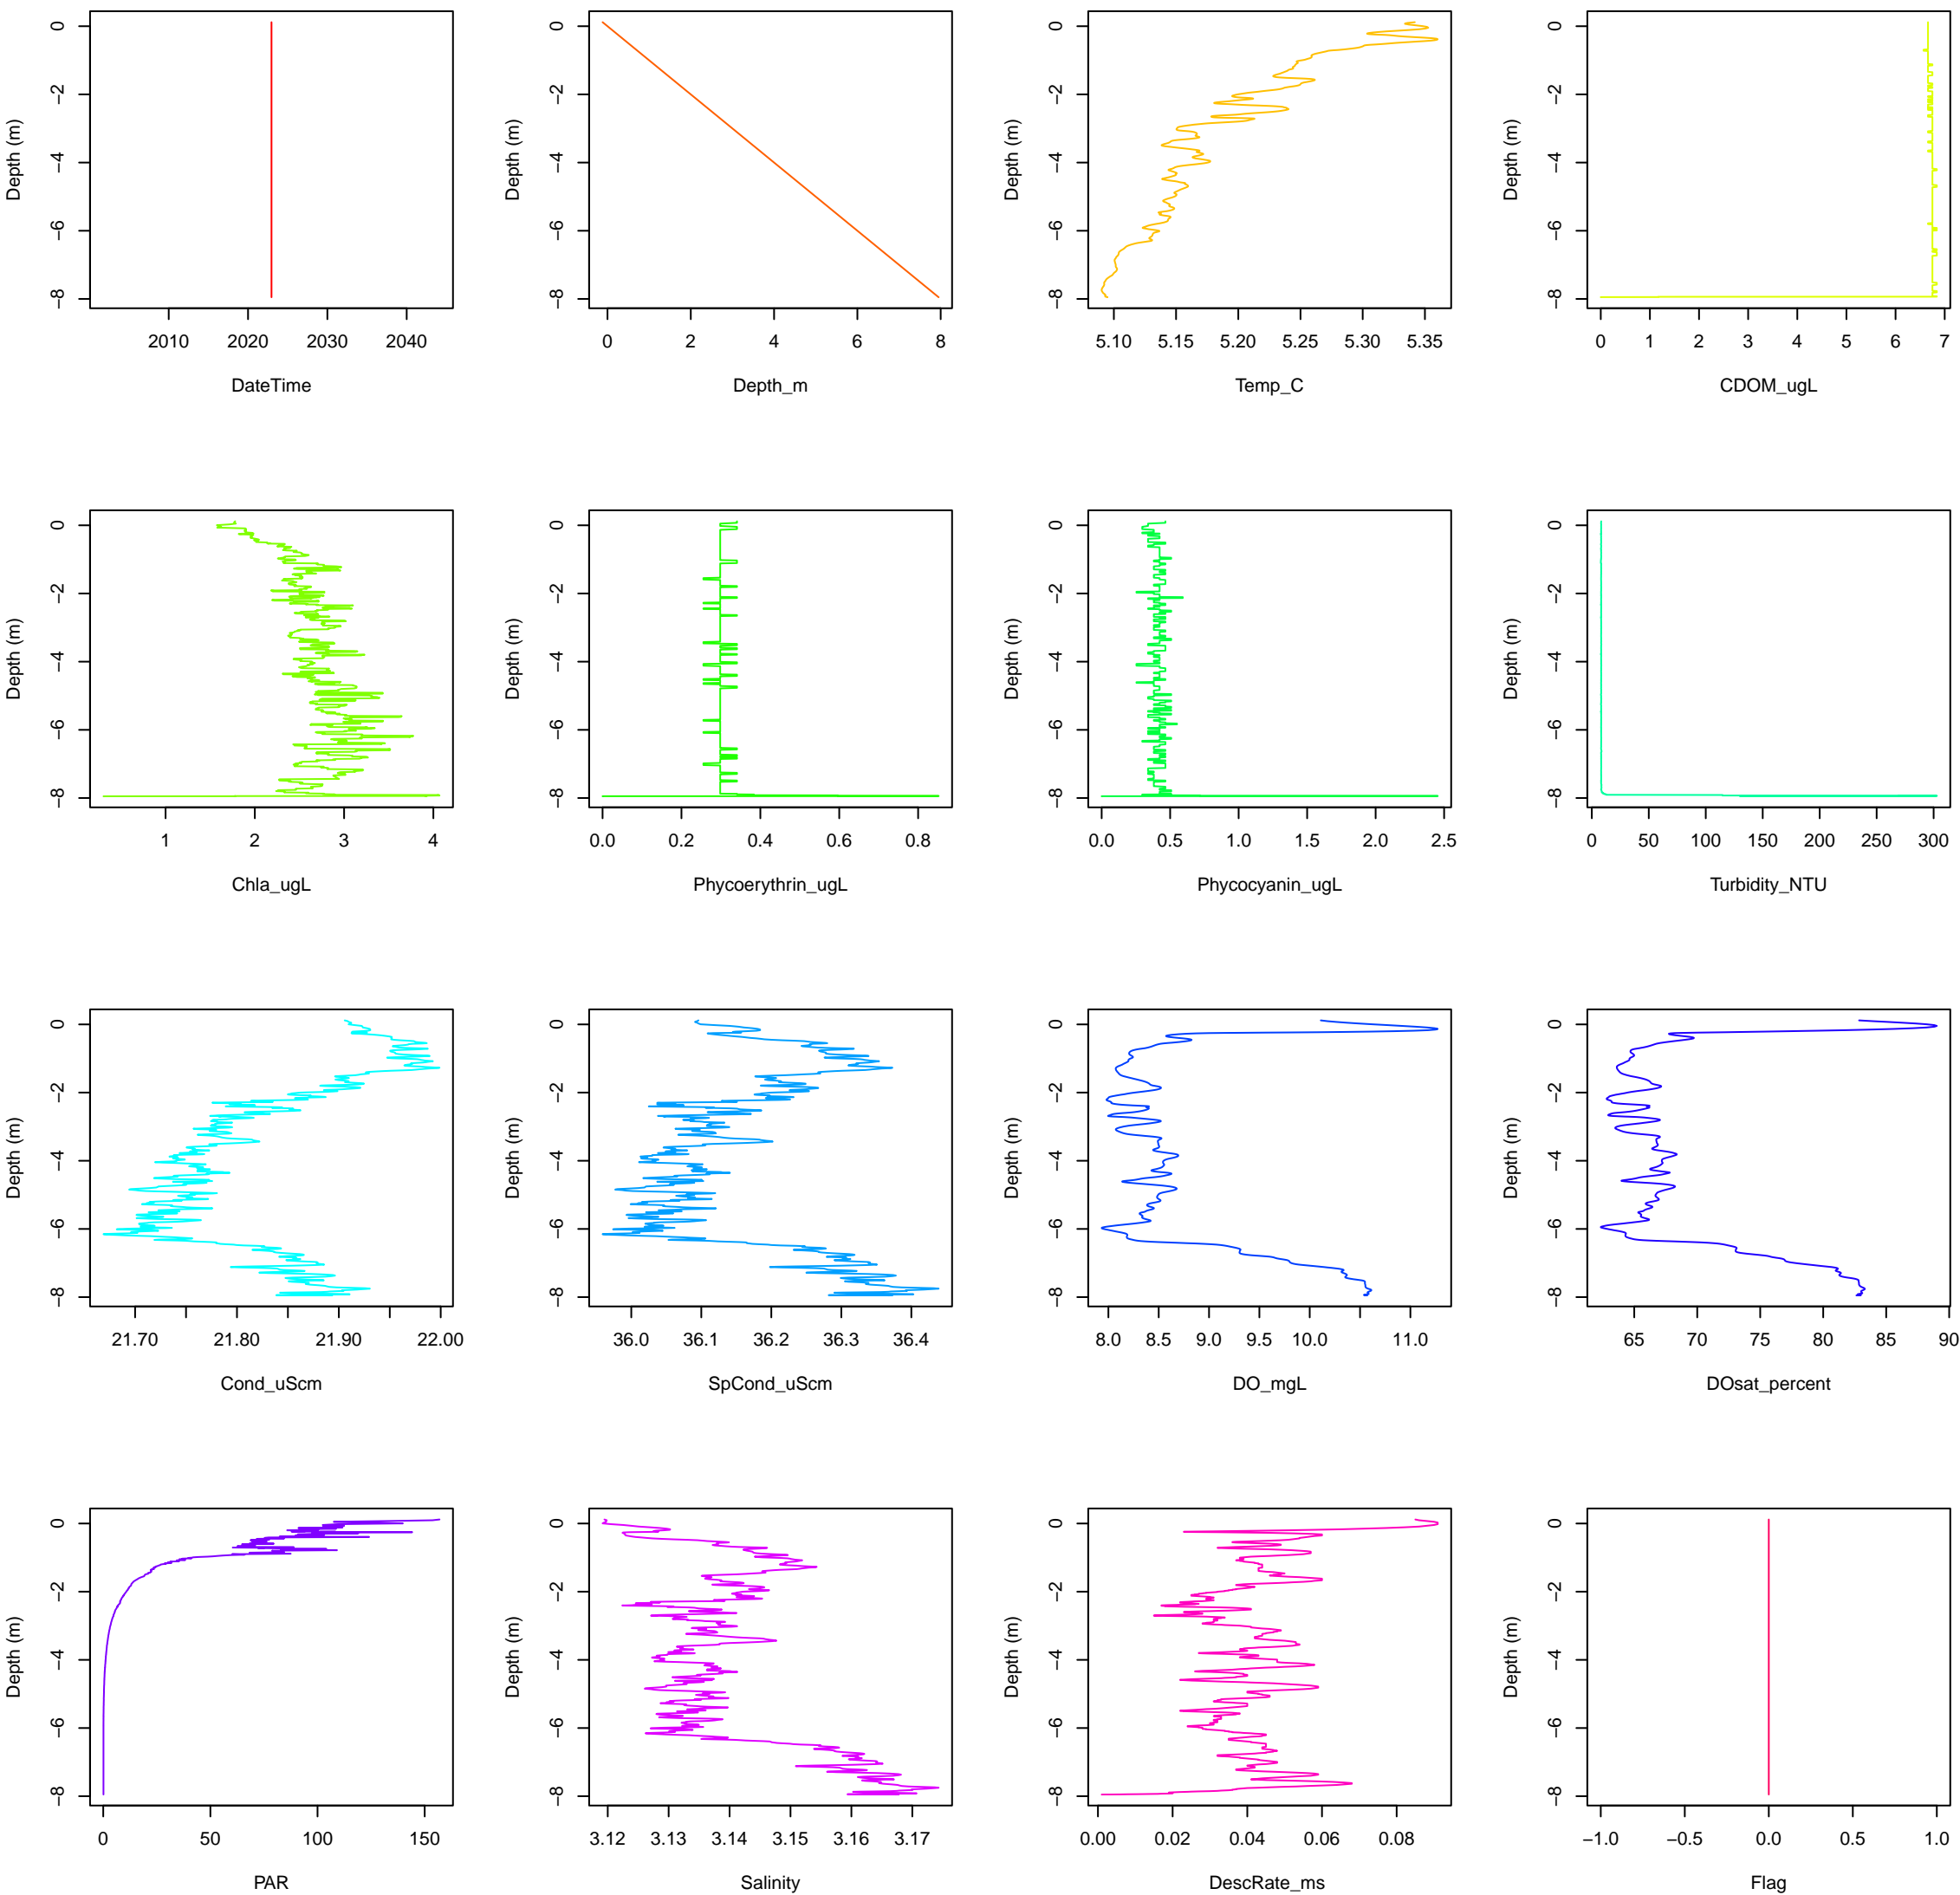 0 −2 −4 −6 −8
Depth (m)
2010 2020 2030 2040
DateTime
0 −2 −4 −6 −8
Depth (m)
0 2 4 6 8
Depth_m
0 −2 −4 −6 −8
Depth (m)
5.10 5.15 5.20 5.25 5.30 5.35
Temp_C
0 −2 −4 −6 −8
Depth (m)
0 1 2 3 4 5 6 7
CDOM_ugL
0 −2 −4 −6 −8
Depth (m)
1 2 3 4
Chla_ugL
0 −2 −4 −6 −8
Depth (m)
0.0 0.2 0.4 0.6 0.8
Phycoerythrin_ugL
0 −2 −4 −6 −8
Depth (m)
0.0 0.5 1.0 1.5 2.0 2.5
Phycocyanin_ugL
0 −2 −4 −6 −8
Depth (m)
0 50 100 150 200 250 300
Turbidity_NTU
0 −2 −4 −6 −8
Depth (m)
21.70 21.80 21.90 22.00
Cond_uScm
0 −2 −4 −6 −8
Depth (m)
36.0 36.1 36.2 36.3 36.4
SpCond_uScm
0 −2 −4 −6 −8
Depth (m)
8.0 8.5 9.0 9.5 10.0 11.0
DO_mgL
0 −2 −4 −6 −8
Depth (m)
65 70 75 80 85 90
DOsat_percent
0 −2 −4 −6 −8
Depth (m)
0 50 100 150
PAR
0 −2 −4 −6 −8
Depth (m)
3.12 3.13 3.14 3.15 3.16 3.17
Salinity
0 −2 −4 −6 −8
Depth (m)
0.00 0.02 0.04 0.06 0.08
DescRate_ms
0 −2 −4 −6 −8
Depth (m)
−1.0 −0.5 0.0 0.5 1.0
Flag